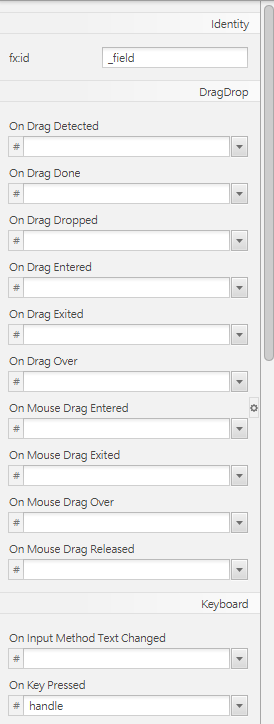 Identity
fx:id
_field
DragDrop
On Drag Detected
#
On Drag Done
#
On Drag Dropped
#
On Drag Entered
#
On Drag Exited
#
On Drag Over
#
On Mouse Drag Entered
#
On Mouse Drag Exited
#
On Mouse Drag Over
#
On Mouse Drag Released
#
Keyboard
On Input Method Text Changed
#
On Key Pressed
# handle